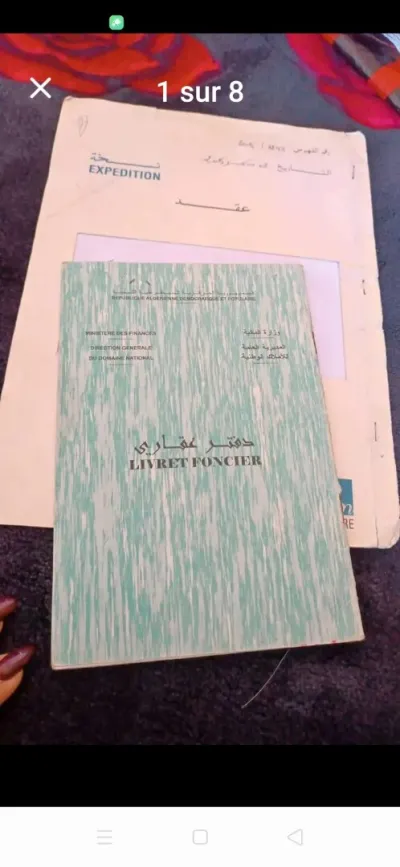 1 sur 8
نسخة
EXPEDITION
عقد
REPUBLIQUE ALGERIENNE DEMOCRATIQUE ET POPULAIRE
MINISTERE DES FINANCES
DIRECTION GENERALE
DU DOMAINE NATIONAL
وزارة المالية
المديرية العامة
للأملاك الوطنية
دفتر عقاري
LIVRET FONCIER
RE